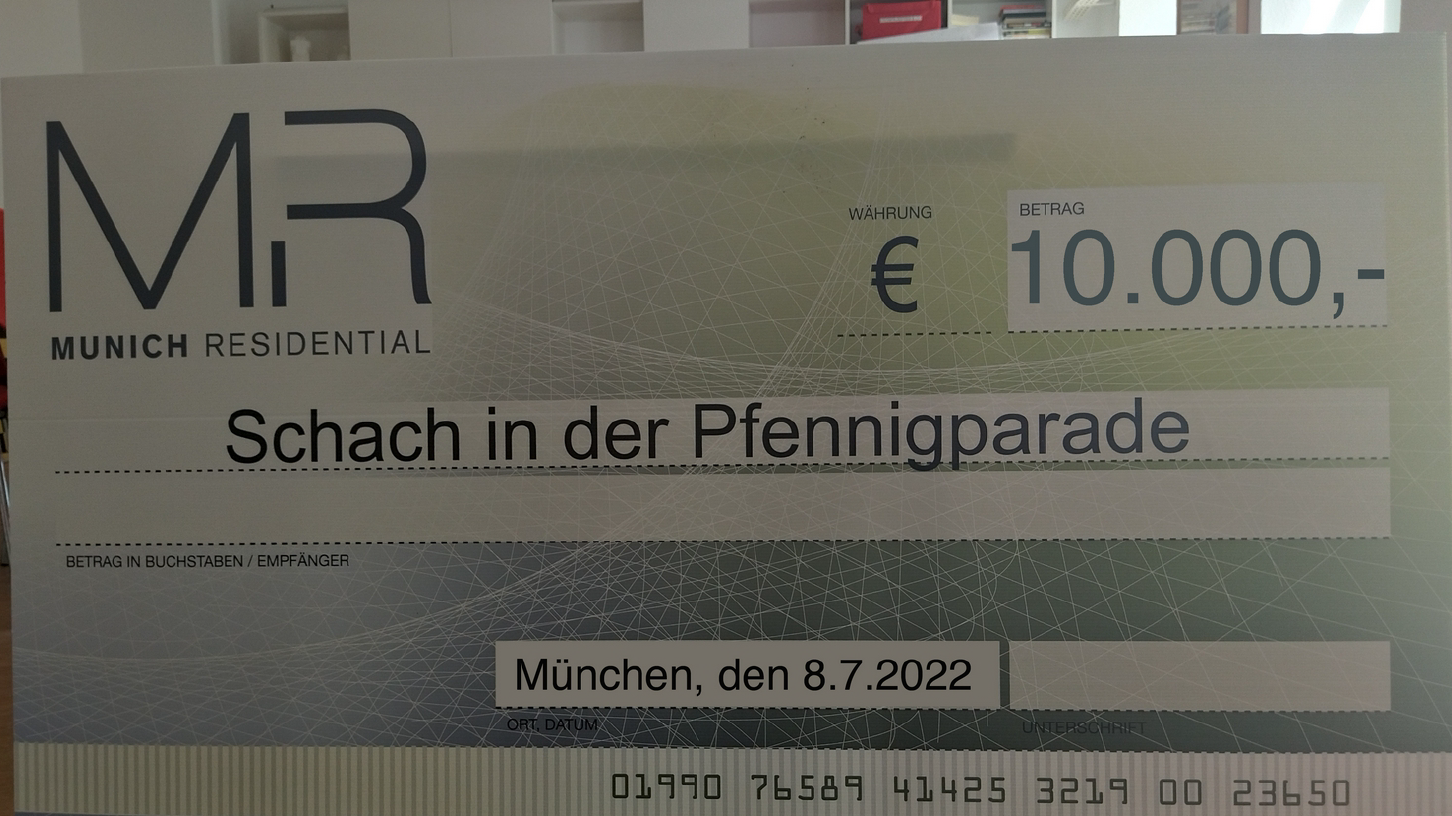 MR
MUNICH RESIDENTIAL
WÄHRUNG
€
BETRAG
10.000,-
Schach in der Pfennigparade
BETRAG IN BUCHSTABEN / EMPFÄNGER
München, den 8.7.2022
ORT, DATUM
UNTERSCHRIFT
01990 76589 41425 3219 00 23650